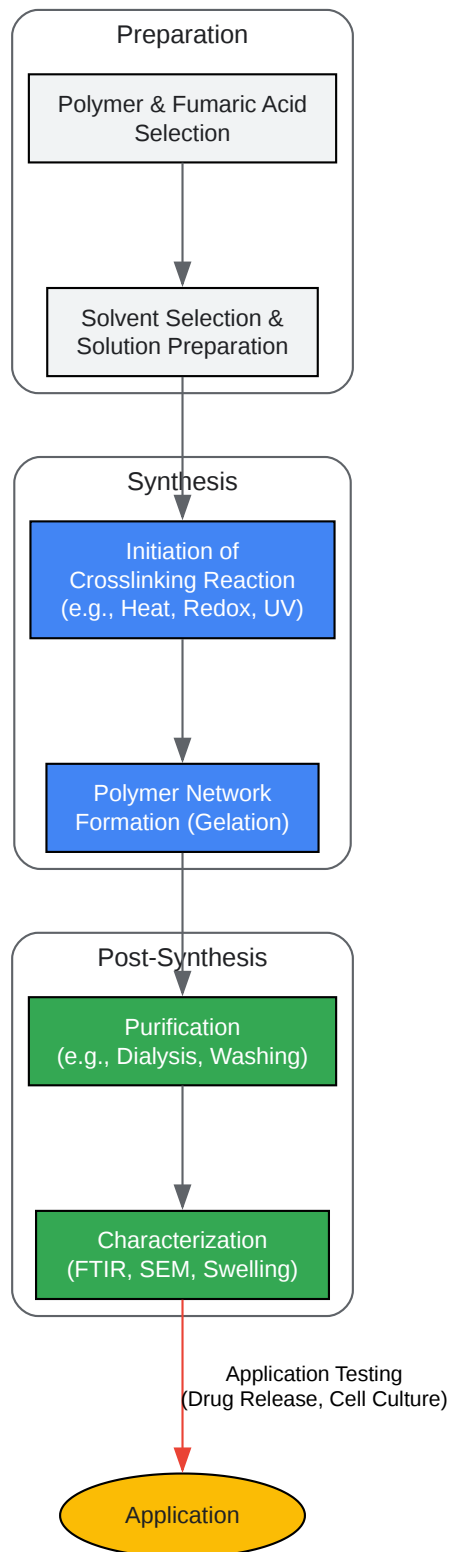 Preparation
Polymer & Fumaric Acid
Selection
Solvent Selection &
Solution Preparation
Synthesis
Initiation of
Crosslinking Reaction
(e.g., Heat, Redox, UV)
Polymer Network
Formation (Gelation)
Post-Synthesis
Purification
(e.g., Dialysis, Washing)
Characterization
(FTIR, SEM, Swelling)
Application Testing
(Drug Release, Cell Culture)
Application